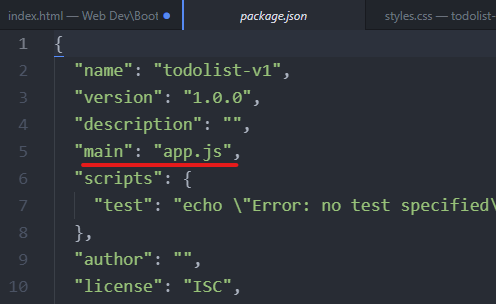 index.html — Web Dev\Boot
package.json
styles.css — todolist-
1 {
2 "name": "todolist-v1",
3 "version": "1.0.0",
4 "description": "",
5 "main": "app.js",
6 "scripts": {
7 "test": "echo \"Error: no test specified\
8 },
9 "author": "",
10 "license": "ISC",